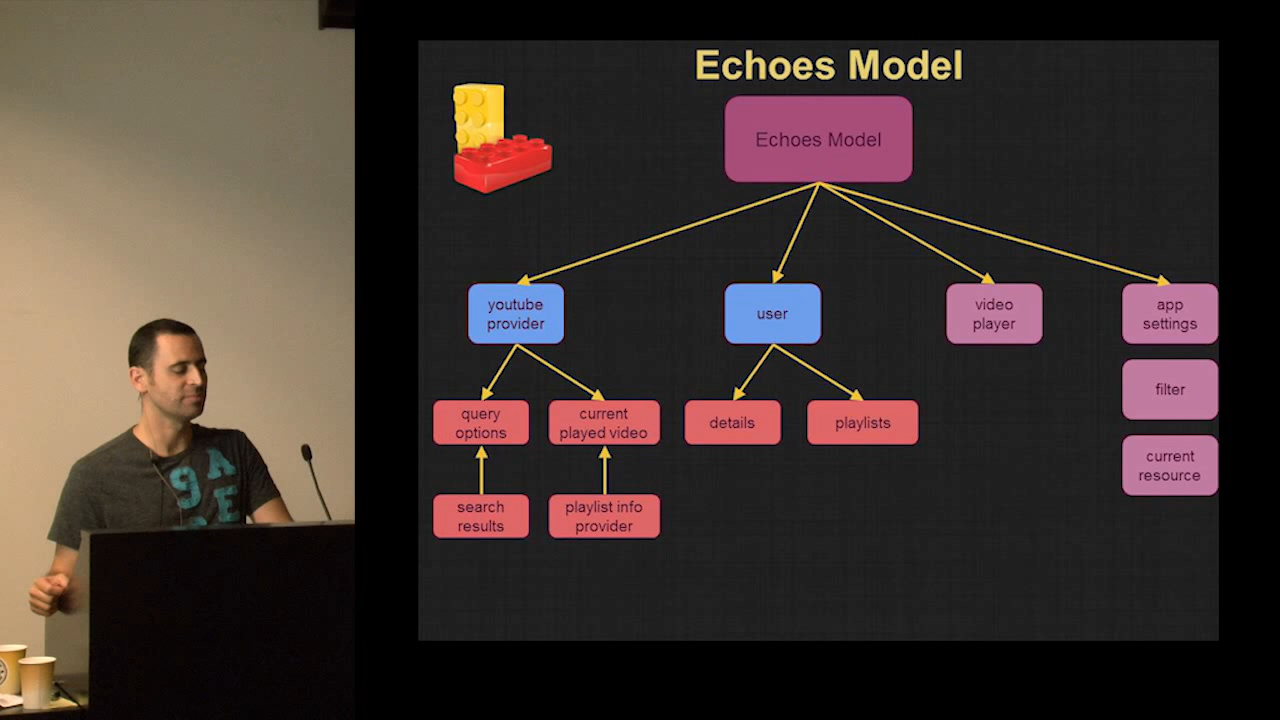 Echoes Model
Echoes Model
youtube
provider
user
video
player
app
settings
filter
query
options
current
played video
details
playlists
current
resource
search
results
playlist info
provider
9A